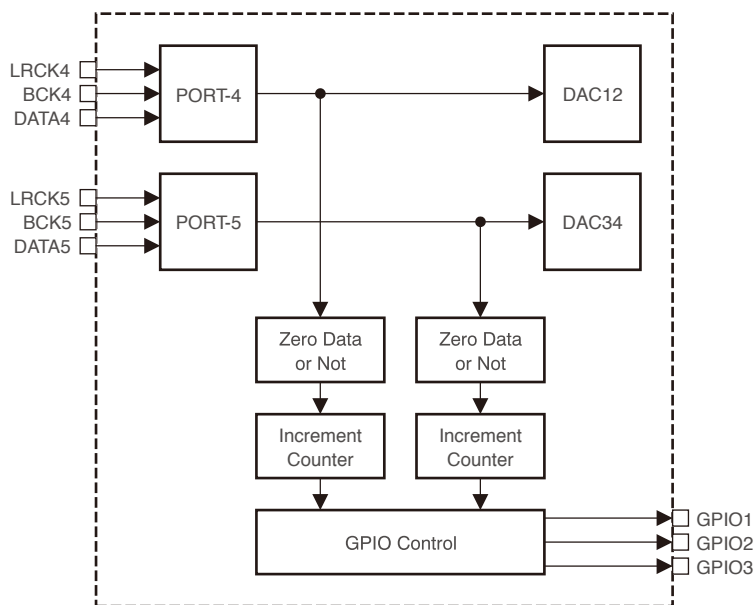 LRCK4
BCK4
DATA4
PORT-4
DAC12
LRCK5
BCK5
DATA5
PORT-5
DAC34
Zero Data
or Not
Zero Data
or Not
Increment
Counter
Increment
Counter
GPIO Control
GPIO1
GPIO2
GPIO3